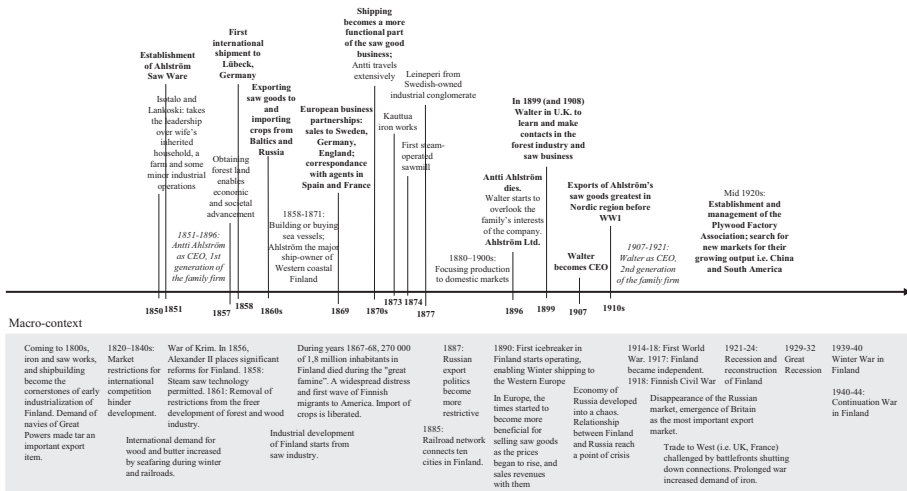 Establishment
of Ahlström
Saw Ware
Isotalo and
Lankoski: takes
the leadership
over wife's
inherited
household, a
farm and some
minor industrial
operations
1851-1896:
Antti Ahlström
as CEO, 1st
generation of
the family firm
First
international
shipment to
Lübeck,
Germany
Obtaining
forest land
enables
economic
and societal
advancement
Exporting
saw goods to
and
importing
crops from
Baltics and
Russia
1858-1871:
Building or buying
sea vessels;
Ahlström the major
ship-owner of
Western coastal
Finland
European business
partnerships:
sales to Sweden,
Germany,
England;
correspondance
with agents in
Spain and France
Shipping
becomes a more
functional part
of the saw good
business;
Antti travels
extensively
Kauttua
iron works
Leineperi from
Swedish-owned
industrial conglomerate
First steam-
operated
sawmill
1880–1900s:
Focusing production
to domestic markets
Antti Ahlström
dies.
Walter starts to
overlook the
family's interests
of the company.
Ahlström Ltd.
In 1899 (and 1908)
Walter in U.K. to
learn and make
contacts in the
forest industry and
saw business
Walter
becomes CEO
Exports of Ahlström's
saw goods greatest in
Nordic region before
WW1
1907-1921:
Walter as CEO,
2nd generation
of the family firm
Mid 1920s:
Establishment and
management of the
Plywood Factory
Association; search for
new markets for their
growing output i.e. China
and South America
1850 1851 1857 1858 1860s 1869 1870s 1873 1874 1877 1896 1899 1907 1910s
Macro-context
Coming to 1800s,
iron and saw works,
and shipbuilding
become the
cornerstones of early
industrialization of
Finland. Demand of
navies of Great
Powers made tar an
important export
item.
1820–1840s:
Market
restrictions for
international
competition
hinder
development.
International demand for
wood and butter increased
by seafaring during winter
and railroads.
War of Krim. In 1856,
Alexander II places significant
reforms for Finland. 1858:
Steam saw technology
permitted. 1861: Removal of
restrictions from the freer
development of forest and wood
industry.
During years 1867-68, 270 000
of 1,8 million inhabitants in
Finland died during the "great
famine". A widespread distress
and first wave of Finnish
migrants to America. Import of
crops is liberated.
Industrial development
of Finland starts from
saw industry.
1887:
Russian
export
politics
become
more
restrictive
1885:
Railroad network
connects ten
cities in Finland.
1890: First icebreaker in
Finland starts operating,
enabling Winter shipping to
the Western Europe
In Europe, the
times started to
become more
beneficial for
selling saw goods
as the prices
began to rise, and
sales revenues
with them
Economy of
Russia developed
into a chaos.
Relationship
between Finland
and Russia reach
a point of crisis
1914-18: First World
War. 1917: Finland
became independent.
1918: Finnish Civil War
1921-24:
Recession and
reconstruction
of Finland
1929-32
Great
Recession
1939-40
Winter War in
Finland
1940-44:
Continuation War
in Finland
Disappearance of the Russian
market, emergence of Britain
as the most important export
market.
Trade to West (i.e. UK, France)
challenged by battlefronts shutting
down connections. Prolonged war
increased demand of iron.